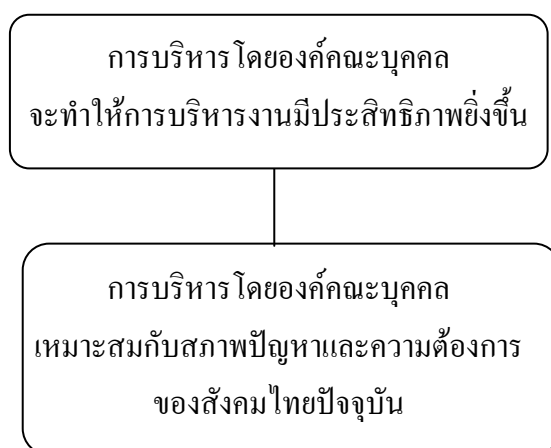 การบริหารโดยองค์คณะบุคคล
จะทำให้การบริหารงานมีประสิทธิภาพยิ่งขึ้น
การบริหารโดยองค์คณะบุคคล
เหมาะสมกับสภาพปัญหาและความต้องการ
ของสังคมไทยปัจจุบัน